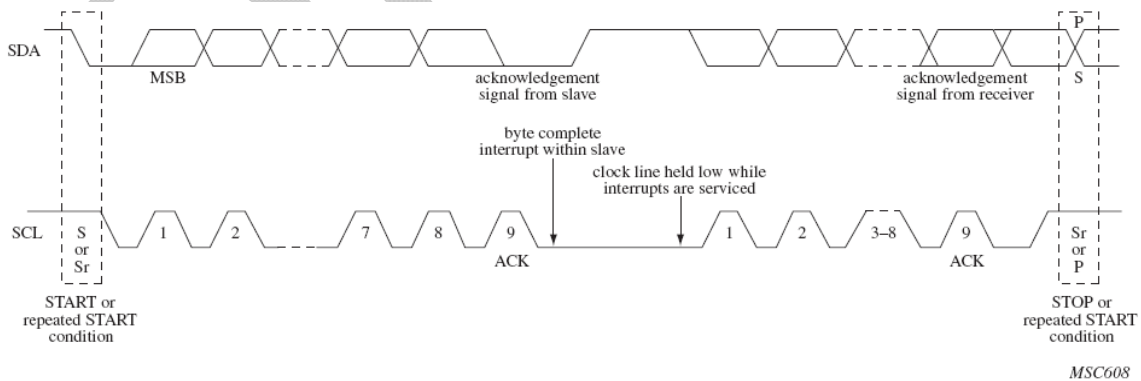 P
SDA
MSB
acknowledgement
signal from slave
acknowledgement
signal from receiver
S
byte complete
interrupt within slave
clock line held low while
interrupts are serviced
SCL
S
or
Sr
1
2
7
8
9
1
2
3–8
9
Sr
or
P
ACK
ACK
START or
repeated START
condition
STOP or
repeated START
condition
MSC608